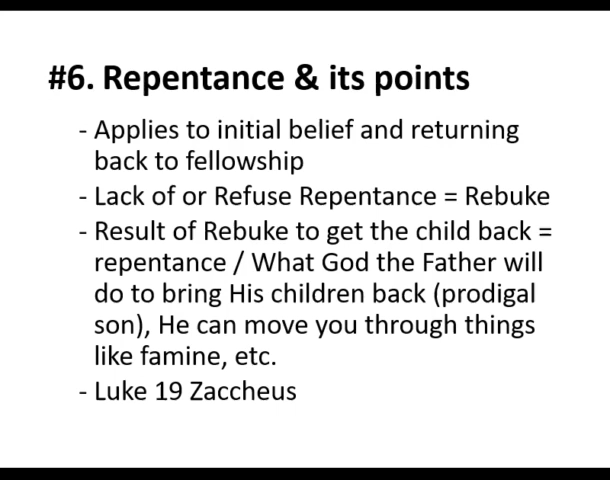 #6. Repentance & its points
- Applies to initial belief and returning
back to fellowship
- Lack of or Refuse Repentance = Rebuke
- Result of Rebuke to get the child back =
repentance / What God the Father will
do to bring His children back (prodigal
son), He can move you through things
like famine, etc.
- Luke 19 Zaccheus